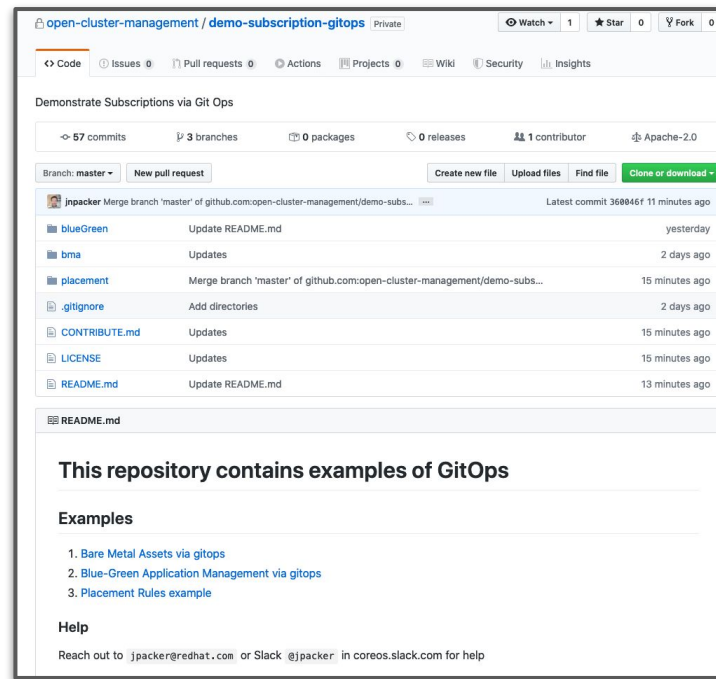 open-cluster-management / demo-subscription-gitops Private Watch 1 Star 0 Fork 0
Code Issues 0 Pull requests 0 Actions Projects 0 Wiki Security Insights
Demonstrate Subscriptions via Git Ops
57 commits 3 branches 0 packages 0 releases 1 contributor Apache-2.0
Branch: master New pull request Create new file Upload files Find file Clone or download
jnpacker Merge branch 'master' of github.com:open-cluster-management/demo-subs... ... Latest commit 360046f 11 minutes ago
blueGreen Update README.md yesterday
bma Updates 2 days ago
placement Merge branch 'master' of github.com:open-cluster-management/demo-subs... 15 minutes ago
.gitignore Add directories 2 days ago
CONTRIBUTE.md Updates 15 minutes ago
LICENSE Updates 15 minutes ago
README.md Update README.md 13 minutes ago
README.md
This repository contains examples of GitOps
Examples
1. Bare Metal Assets via gitops
2. Blue-Green Application Management via gitops
3. Placement Rules example
Help
Reach out to jpacker@redhat.com or Slack @jpacker in coreos.slack.com for help